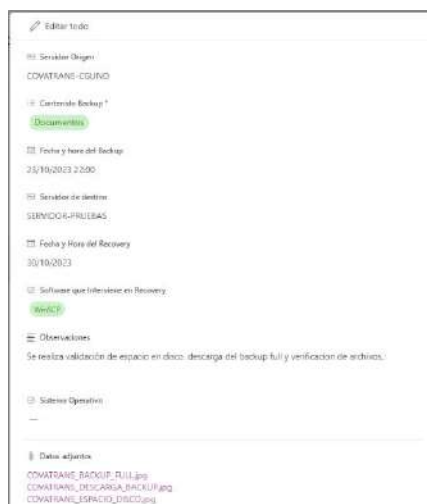 Editar todo
Servidor Origen
COVATRANS-CGUINO
Contenido Backup *
Documentos
Fecha y hora del Backup
23/10/2023 22:00
Servidor de destino
SERVIDOR-PRUEBAS
Fecha y Hora del Recovery
30/10/2023
Software que Interviene en Recovery
WinSCP
Observaciones
Se realiza validación de espacio en disco, descarga del backup full y verificacion de archivos.
Sistema Operativo
—
Datos adjuntos
COVATRANS_BACKUP_FULL.jpg
COVATRANS_DESCARGA_BACKUP.jpg
COVATRANS_ESPACIO_DISCO.jpg